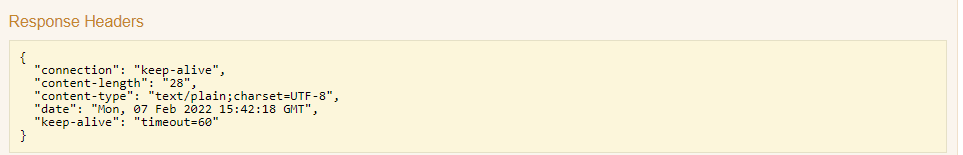 Response Headers
{
  "connection": "keep-alive",
  "content-length": "28",
  "content-type": "text/plain;charset=UTF-8",
  "date": "Mon, 07 Feb 2022 15:42:18 GMT",
  "keep-alive": "timeout=60"
}